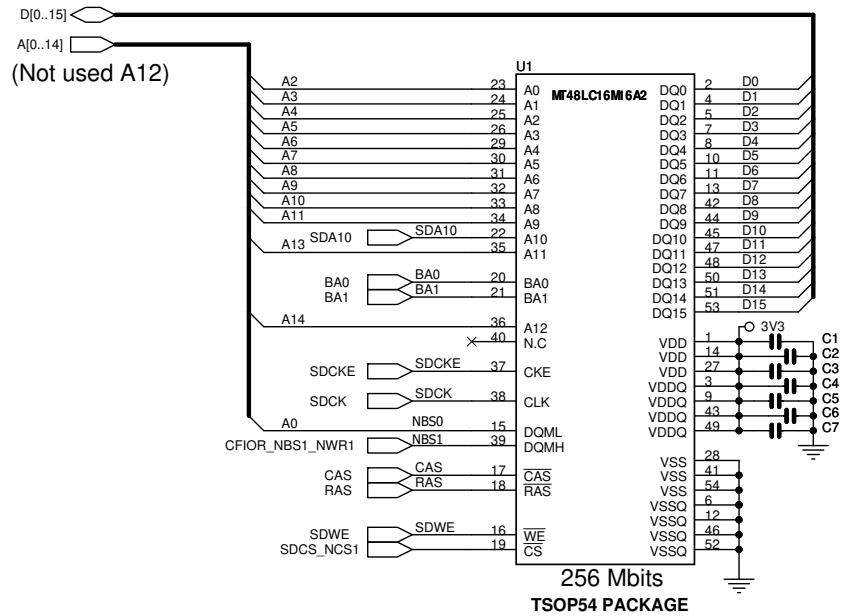 D[0..15]
A[0..14]
(Not used A12)
U1
MT48LC16M16A2
A2 23 A0 DQ0 2 D0
A3 24 A1 DQ1 4 D1
A4 25 A2 DQ2 5 D2
A5 26 A3 DQ3 7 D3
A6 29 A4 DQ4 8 D4
A7 30 A5 DQ5 10 D5
A8 31 A6 DQ6 11 D6
A9 32 A7 DQ7 13 D7
A10 33 A8 DQ8 42 D8
A11 34 A9 DQ9 44 D9
SDA10 SDA10 22 A10 DQ10 45 D10
A13 35 A11 DQ11 47 D11
DQ12 48 D12
BA0 BA0 20 BA0 DQ13 50 D13
BA1 BA1 21 BA1 DQ14 51 D14
DQ15 53 D15
A14 36 A12 3V3
40 N.C VDD 1 C1
VDD 14 C2
SDCKE SDCKE 37 CKE VDD 27 C3
VDDQ 3 C4
SDCK SDCK 38 CLK VDDQ 9 C5
VDDQ 43 C6
A0 NBS0 15 DQML VDDQ 49 C7
CFIOR_NBS1_NWR1 NBS1 39 DQMH
VSS 28
CAS CAS 17 CAS VSS 41
RAS RAS 18 RAS VSS 54
VSSQ 6
VSSQ 12
SDWE SDWE 16 WE VSSQ 46
SDCS_NCS1 19 CS VSSQ 52
256 Mbits
TSOP54 PACKAGE